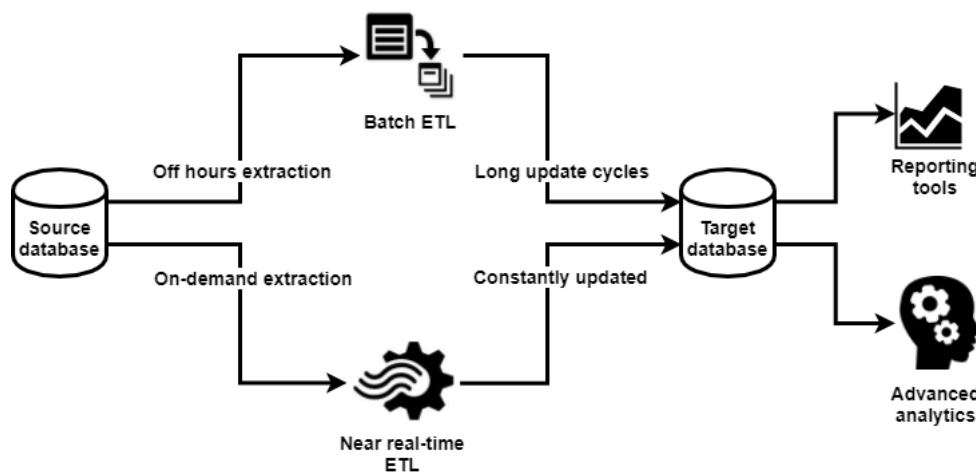 Batch ETL
Off hours extraction
Long update cycles
Reporting
tools
Source
database
Target
database
On-demand extraction
Constantly updated
Advanced
analytics
Near real-time
ETL